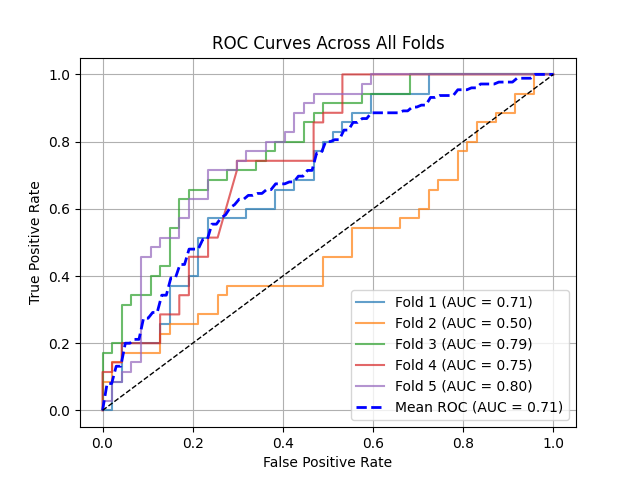 ROC Curves Across All Folds
True Positive Rate
1.0
0.8
0.6
0.4
0.2
0.0
0.0 0.2 0.4 0.6 0.8 1.0
False Positive Rate
Fold 1 (AUC = 0.71)
Fold 2 (AUC = 0.50)
Fold 3 (AUC = 0.79)
Fold 4 (AUC = 0.75)
Fold 5 (AUC = 0.80)
Mean ROC (AUC = 0.71)